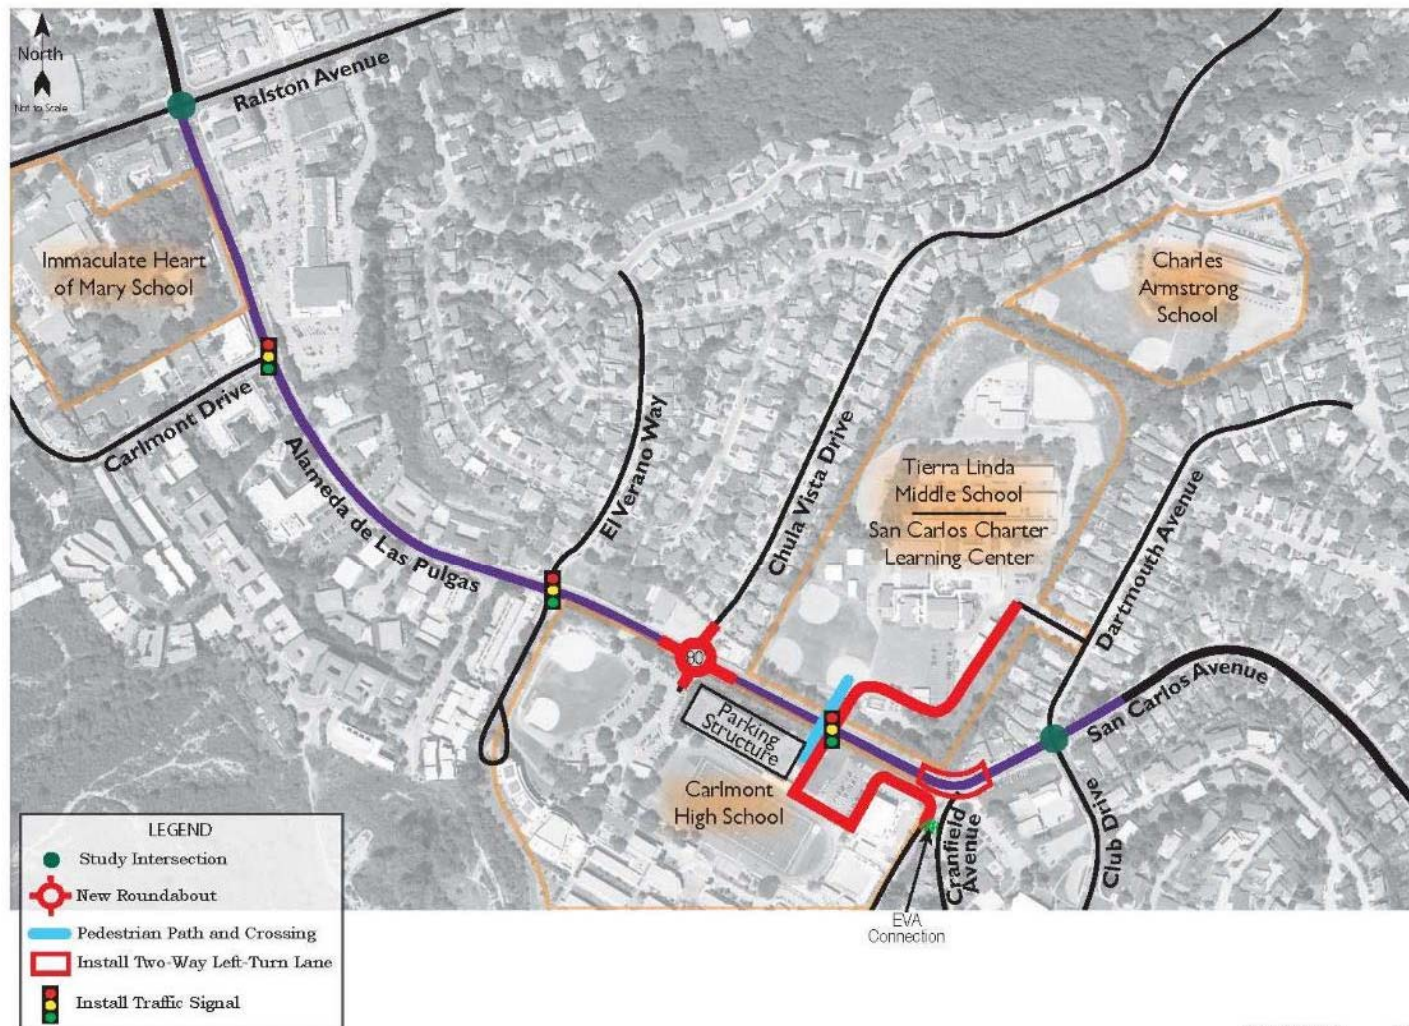 North
Not to Scale
Ralston Avenue
Immaculate Heart
of Mary School
Carlmont Drive
Alameda de Las Pulgas
El Verano Way
Chula Vista Drive
Charles
Armstrong
School
Tierra Linda
Middle School
San Carlos Charter
Learning Center
Dartmouth Avenue
San Carlos Avenue
80
Parking
Structure
Carlmont
High School
Cranfield
Avenue
Club Drive
EVA
Connection
LEGEND
Study Intersection
New Roundabout
Pedestrian Path and Crossing
Install Two-Way Left-Turn Lane
Install Traffic Signal